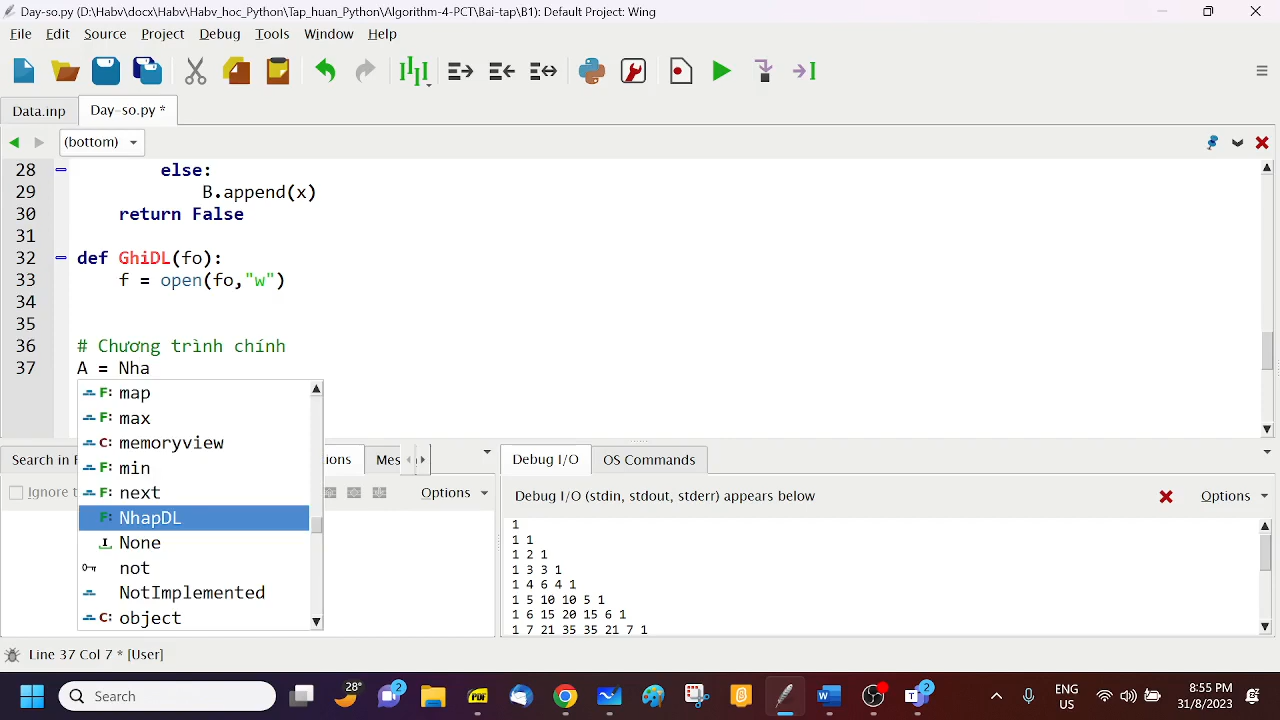 Day-so.py (D:\Habv\docx\Habv\Habv_hoc_Python\Tap_huan_Python\Algorithm-4-PCT\Bai-tap\B1): Default Project: Wing
File Edit Source Project Debug Tools Window Help
Data.inp Day-so.py *
(bottom)
28 else:
29 B.append(x)
30 return False
31
32 def GhiDL(fo):
33 f = open(fo,"w")
34
35
36 # Chương trình chính
37 A = Nha
F: map
F: max
C: memoryview
F: min
F: next
F: NhapDL
I None
not
NotImplemented
C: object
Search in F ions Mes
Ignore t Options
Debug I/O OS Commands
Debug I/O (stdin, stdout, stderr) appears below Options
1
1 1
1 2 1
1 3 3 1
1 4 6 4 1
1 5 10 10 5 1
1 6 15 20 15 6 1
1 7 21 35 35 21 7 1
Line 37 Col 7 * [User]
Search 28° 2 PDF W T 2 ENG US 8:55 PM 31/8/2023